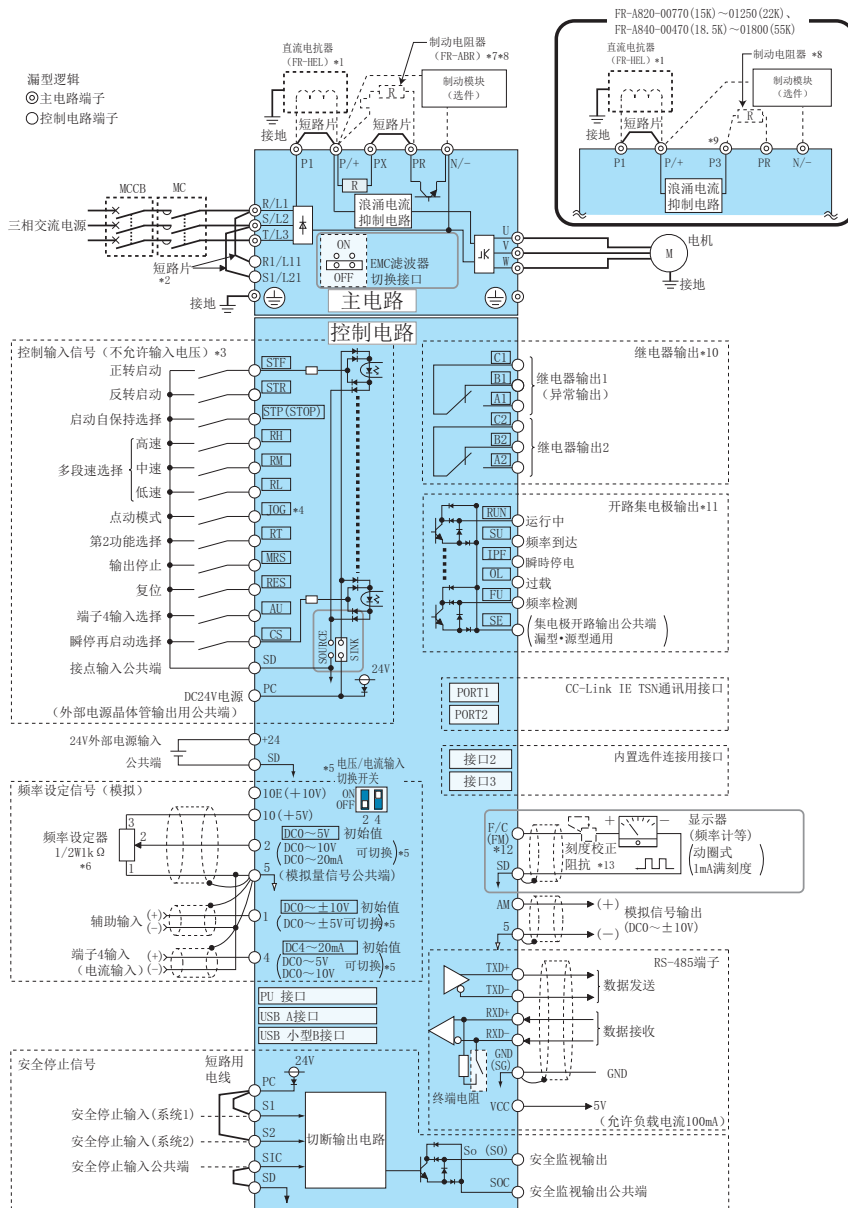 FR-A820-00770(15K)～01250(22K)、
FR-A840-00470(18.5K)～01800(55K)
直流电抗器
(FR-HEL)*1
制动电阻器 *8
制动模块
(选件)
R
接地
短路片
*9
P1
P/+
P3
PR
N/-
浪涌电流
抑制电路
漏型逻辑
◎主电路端子
○控制电路端子
直流电抗器
(FR-HEL)*1
制动电阻器
(FR-ABR)*7*8
制动模块
(选件)
R
接地
短路片
短路片
P1
P/+
PX
PR
N/-
R
浪涌电流
抑制电路
MCCB
MC
三相交流电源
R/L1
S/L2
T/L3
R1/L11
S1/L21
短路片
*2
接地
ON
OFF
EMC滤波器
切换接口
主电路
U
V
W
电机
M
接地
控制电路
控制输入信号(不允许输入电压)*3
正转启动
STF
反转启动
STR
启动自保持选择
STP(STOP)
多段速选择
高速
RH
中速
RM
低速
RL
点动模式
JOG *4
第2功能选择
RT
输出停止
MRS
复位
RES
端子4输入选择
AU
瞬停再启动选择
CS
接点输入公共端
SD
SOURCE
SINK
24V
DC24V电源
(外部电源晶体管输出用公共端)
PC
24V外部电源输入
+24
公共端
SD
继电器输出*10
C1
B1
A1
继电器输出1
(异常输出)
C2
B2
A2
继电器输出2
开路集电极输出*11
RUN
运行中
SU
频率到达
IPF
瞬時停电
OL
过载
FU
频率检测
SE
集电极开路输出公共端
漏型•源型通用
PORT1
PORT2
CC-Link IE TSN通讯用接口
接口2
接口3
内置选件连接用接口
频率设定信号(模拟)
*5 电压/电流输入
切换开关
ON
OFF
2 4
10E(＋10V)
10(＋5V)
频率设定器
1/2W1kΩ
*6
3
2
1
2
DC0～5V 初始值
DC0～10V
DC0～20mA
可切换*5
5
(模拟量信号公共端)
辅助输入
(+)
(-)
1
DC0～±10V 初始值
DC0～±5V可切换*5
端子4输入
(电流输入)
(+)
(-)
4
DC4～20mA 初始值
DC0～5V
DC0～10V
可切换*5
PU 接口
USB A接口
USB 小型B接口
F/C
(FM)
*12
SD
刻度校正
阻抗 *13
+
-
显示器
(频率计等)
动圈式
1mA满刻度
AM
5
(+)
(-)
模拟信号输出
(DC0～±10V)
RS-485端子
TXD+
TXD-
数据发送
RXD+
RXD-
数据接收
终端电阻
GND
(SG)
GND
VCC
5V
(允许负载电流100mA)
安全停止信号
短路用
电线
24V
PC
安全停止输入(系统1)
S1
安全停止输入(系统2)
S2
安全停止输入公共端
SIC
SD
切断输出电路
So (SO)
安全监视输出
SOC
安全监视输出公共端